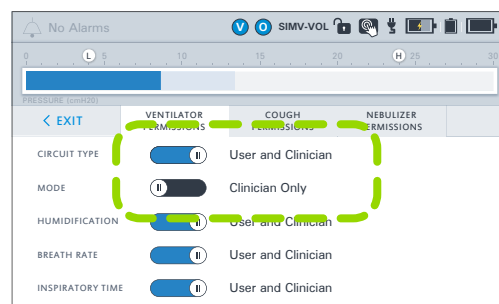 No Alarms V O SIMV-VOL
0 L 5 10 15 20 H 25 30
PRESSURE (cmH20)
< EXIT VENTILATOR PERMISSIONS COUGH PERMISSIONS NEBULIZER PERMISSIONS
CIRCUIT TYPE User and Clinician
MODE Clinician Only
HUMIDIFICATION User and Clinician
BREATH RATE User and Clinician
INSPIRATORY TIME User and Clinician